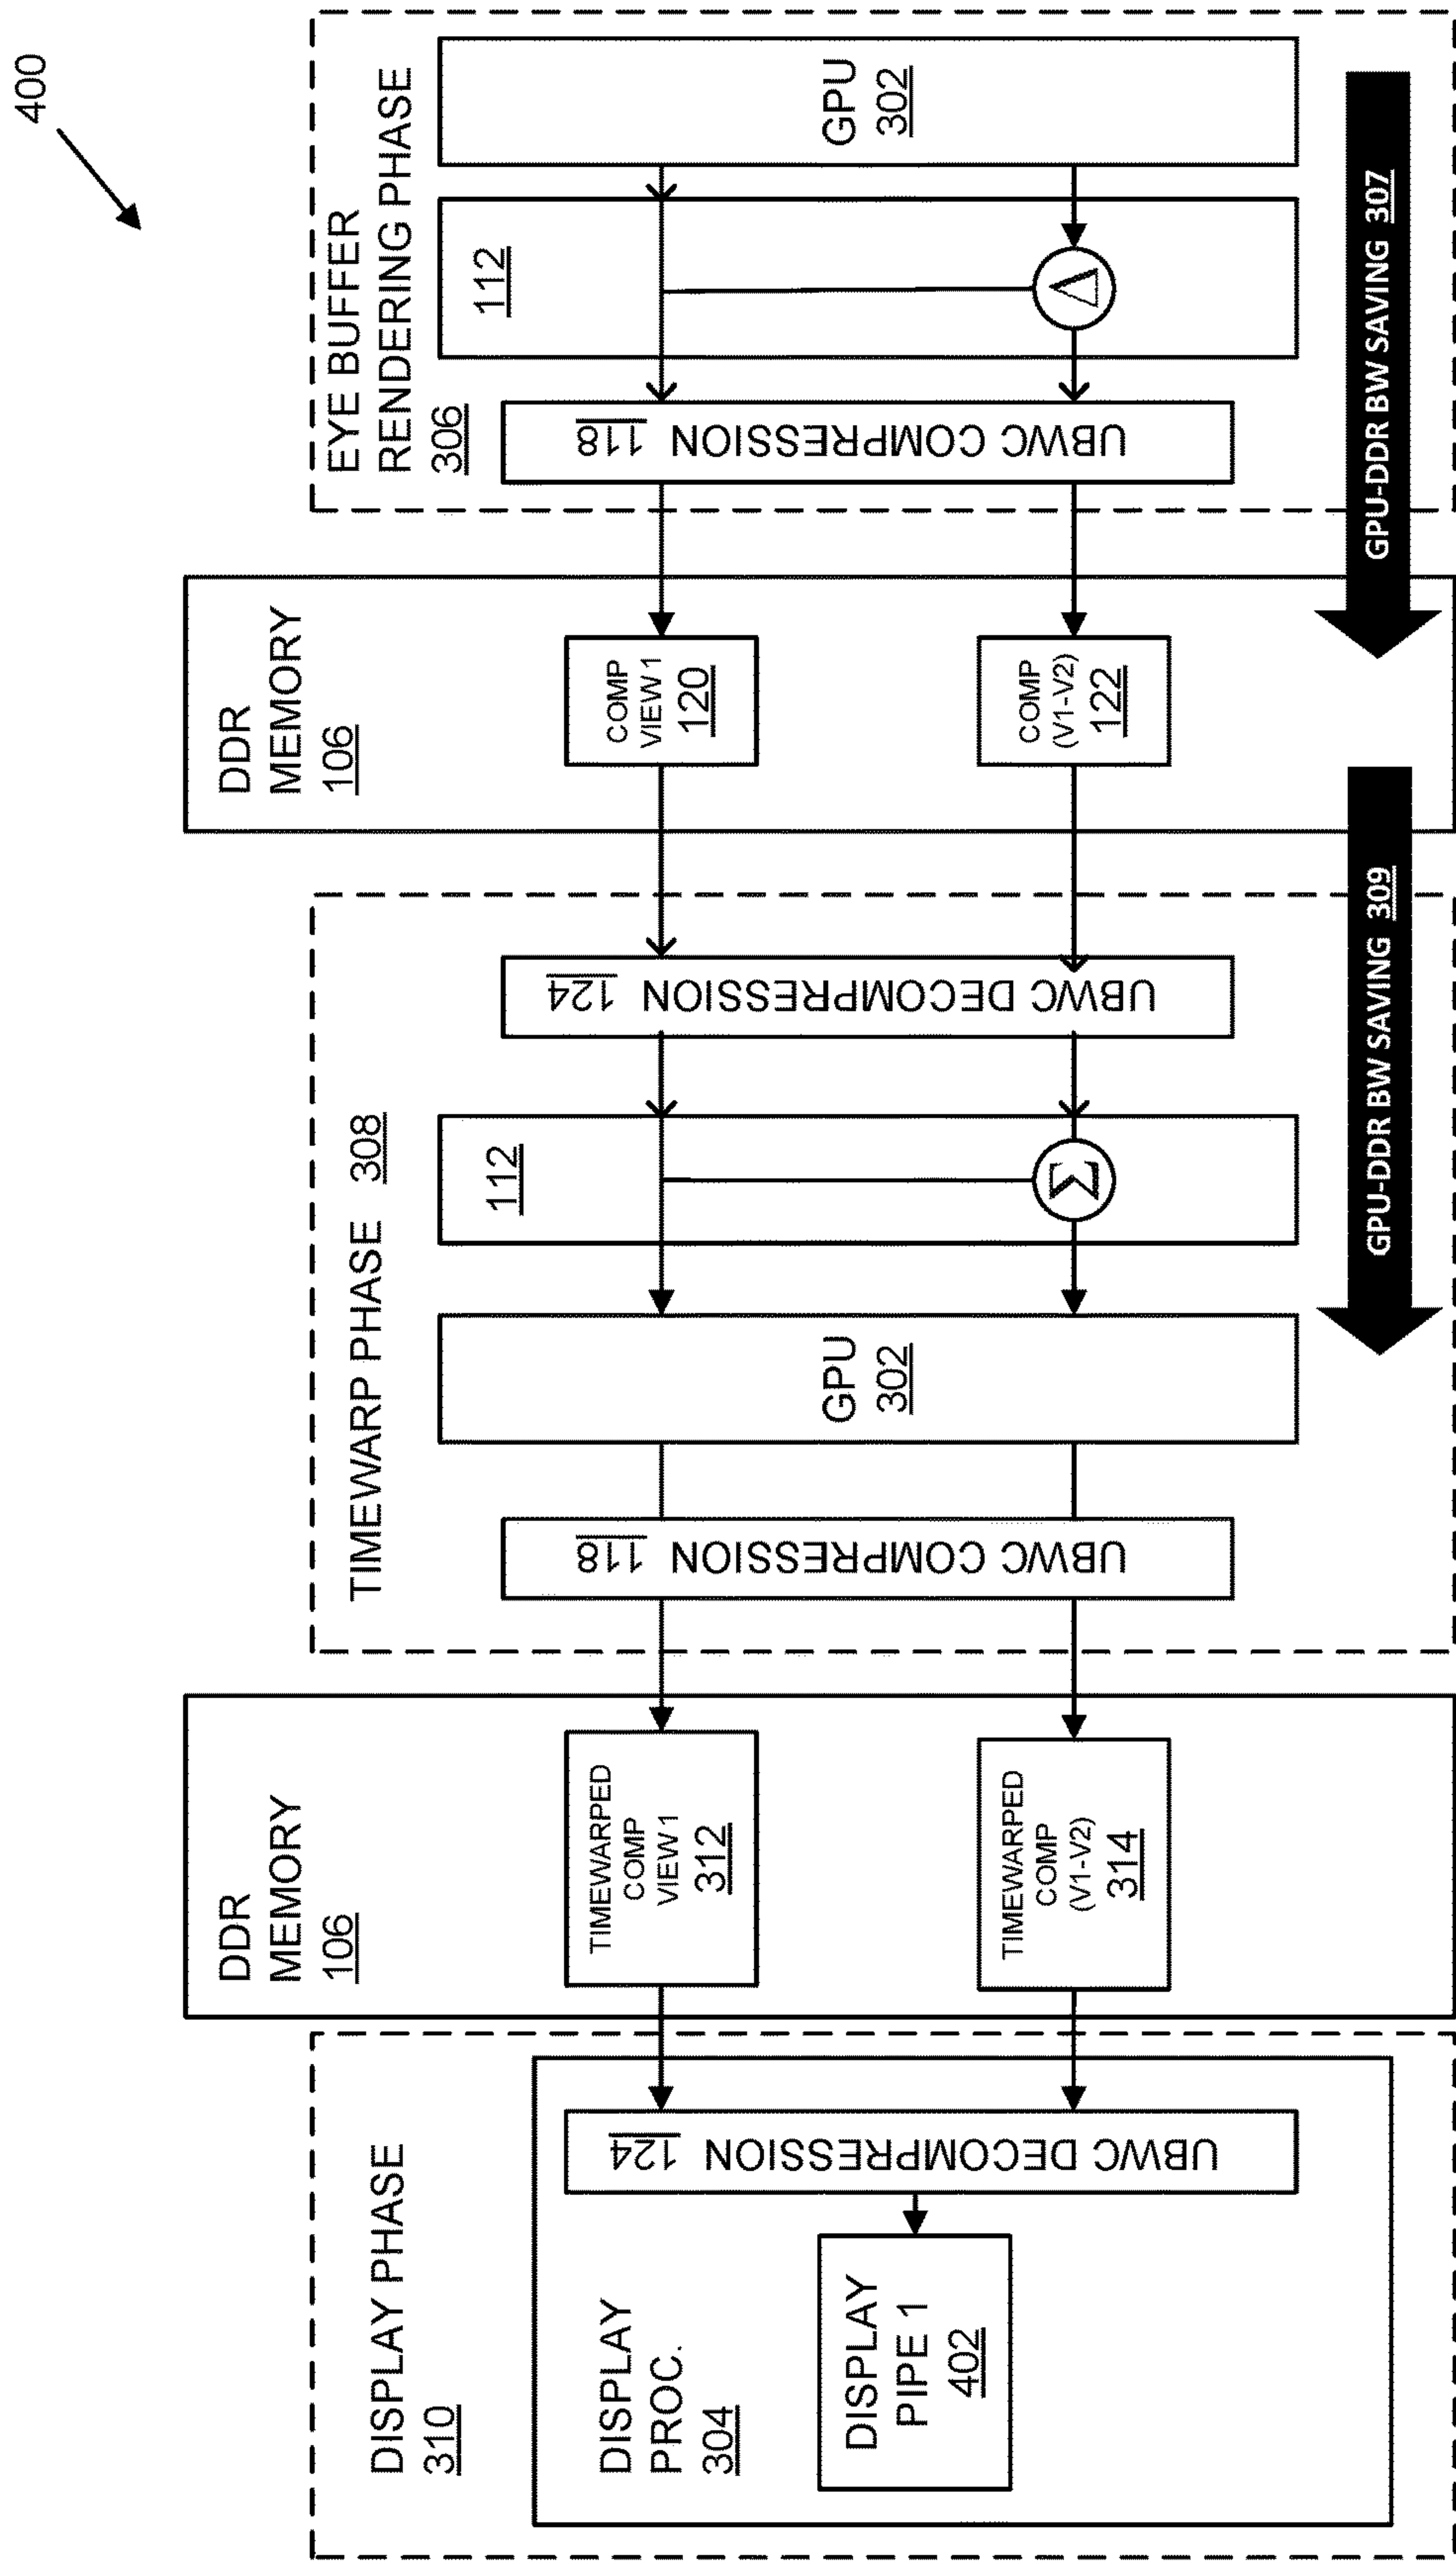 400
EYE BUFFER
RENDERING PHASE
306
GPU
302
112
Δ
UBWC COMPRESSION 118
GPU-DDR BW SAVING 307
DDR
MEMORY
106
COMP
VIEW 1
120
COMP
(V1-V2)
122
TIMEWARP PHASE 308
UBWC DECOMPRESSION 124
112
Σ
GPU
302
UBWC COMPRESSION 118
GPU-DDR BW SAVING 309
DDR
MEMORY
106
TIMEWARPED
COMP
VIEW 1
312
TIMEWARPED
COMP
(V1-V2)
314
DISPLAY PHASE
310
DISPLAY
PROC.
304
UBWC DECOMPRESSION 124
DISPLAY
PIPE 1
402